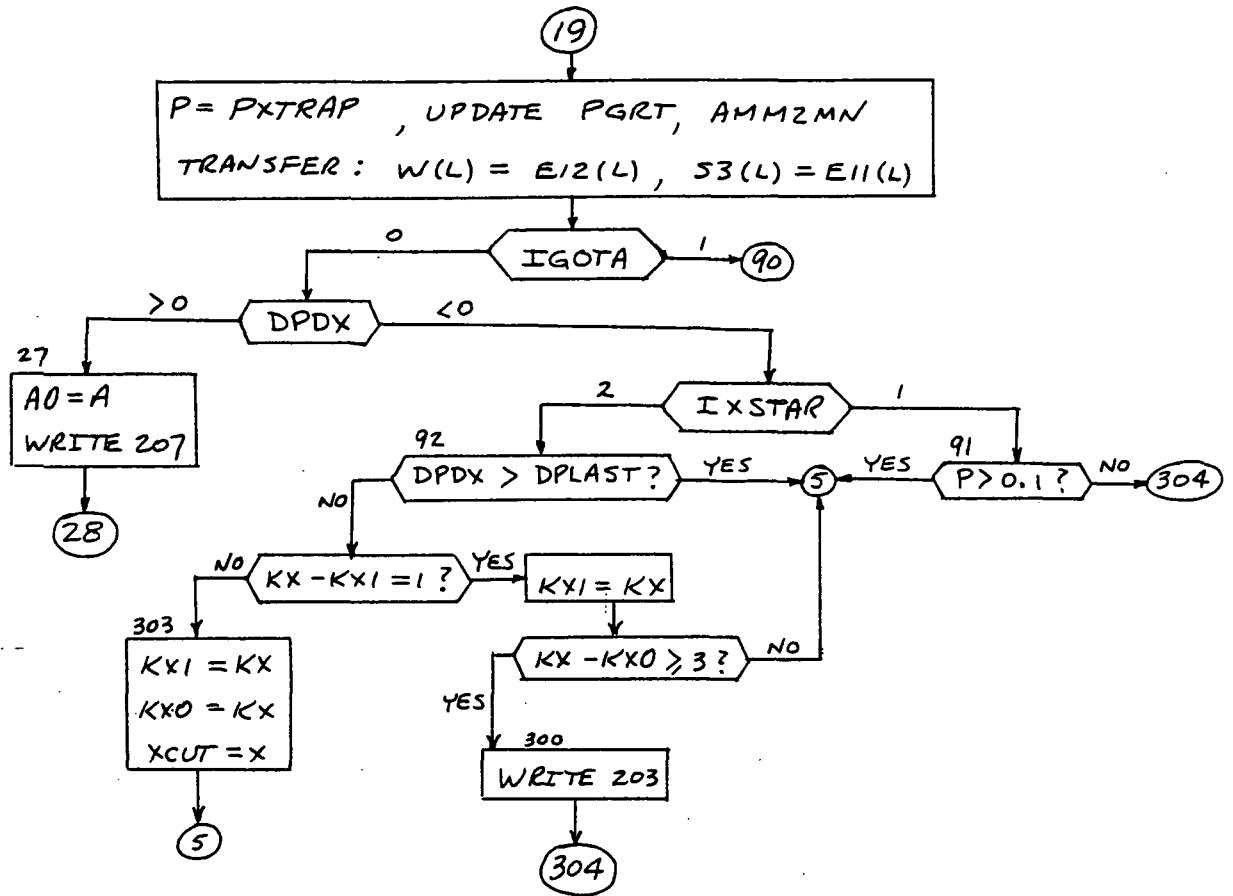 19
P = PXTRAP , UPDATE PGRT, AMM2MN
TRANSFER : W(L) = E12(L) , S3(L) = E11(L)
0
IGOTA
1
90
>0
DPDX
<0
27
A0 = A
WRITE 207
28
2
IXSTAR
1
92
DPDX > DPLAST ?
YES
5
YES
91
P > 0.1 ?
NO
304
NO
NO
KX - KX1 = 1 ?
YES
KX1 = KX
303
KX1 = KX
KX0 = KX
XCUT = X
5
KX - KX0 ≥ 3 ?
NO
YES
300
WRITE 203
304